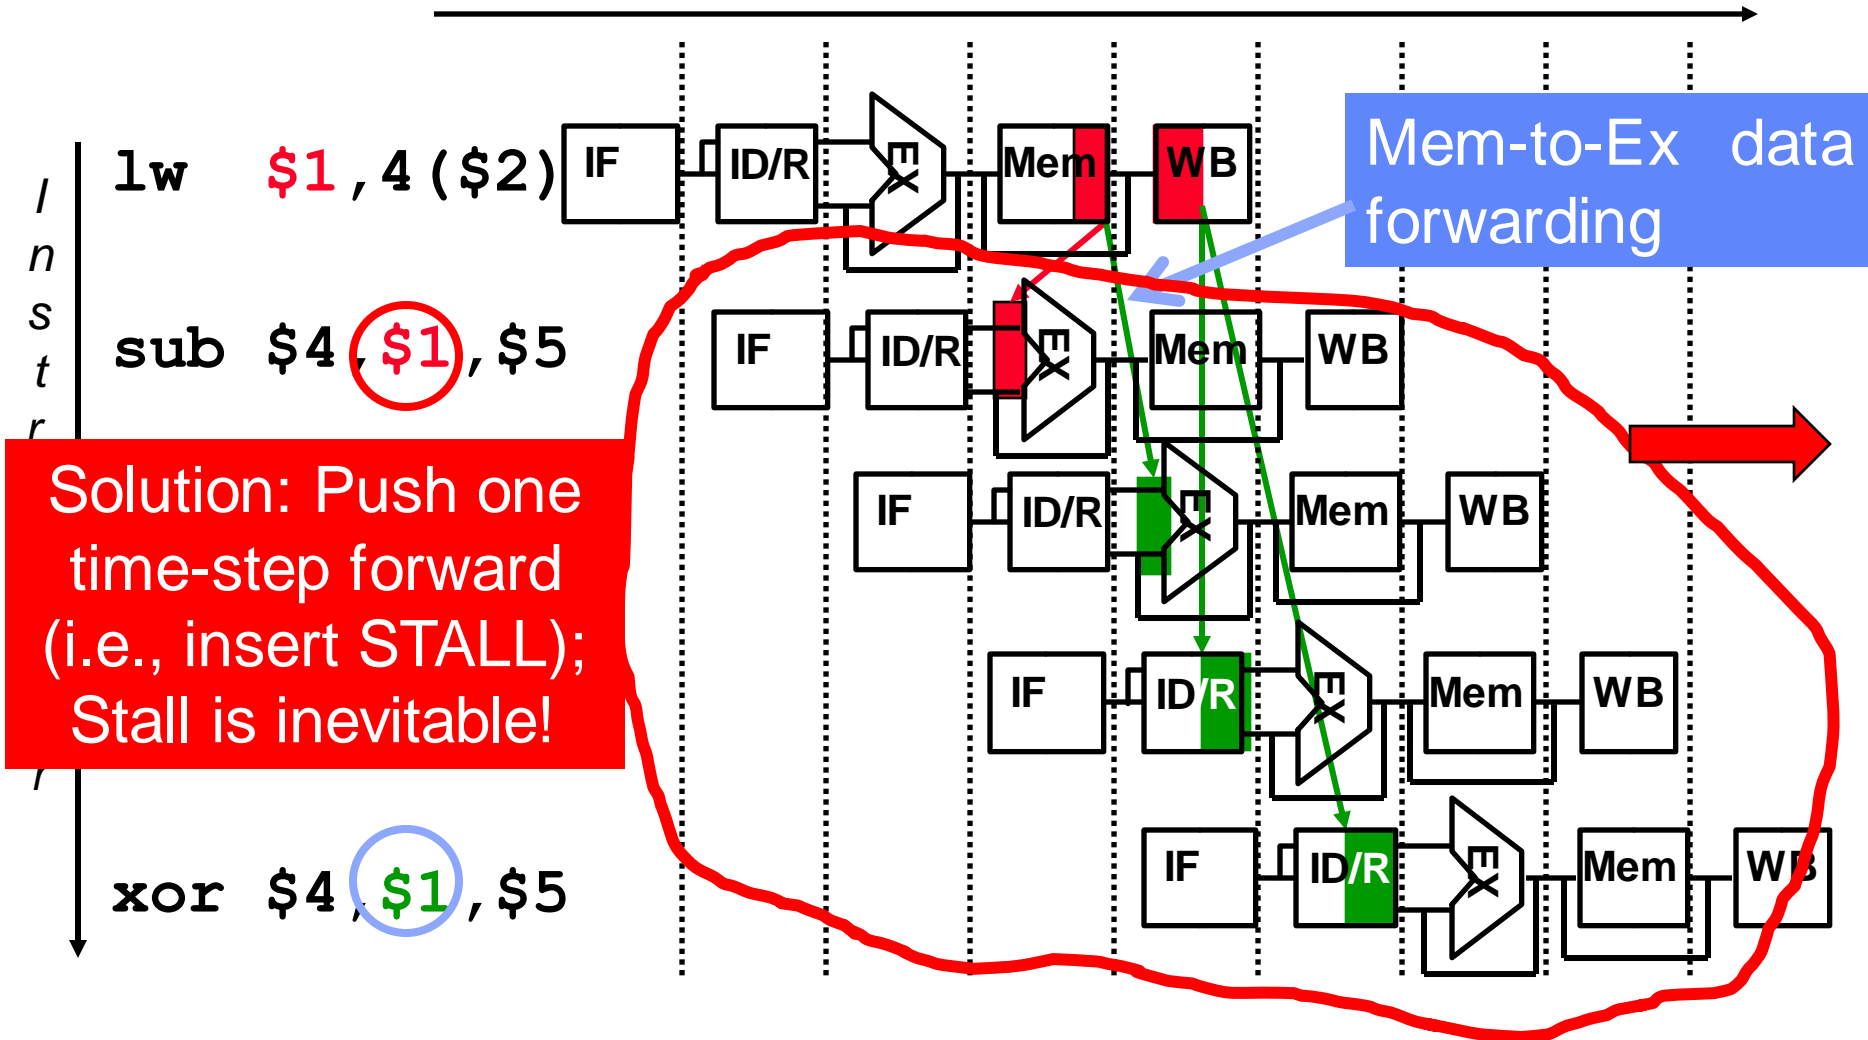 lw $1,4($2) IF ID/R EX Mem WB
Mem-to-Ex data
forwarding
I
n
s
t
r
sub $4,$1,$5 IF ID/R EX Mem WB
Solution: Push one
time-step forward
(i.e., insert STALL);
Stall is inevitable!
IF ID/R EX Mem WB
IF ID/R EX Mem WB
r
xor $4,$1,$5 IF ID/R EX Mem WB